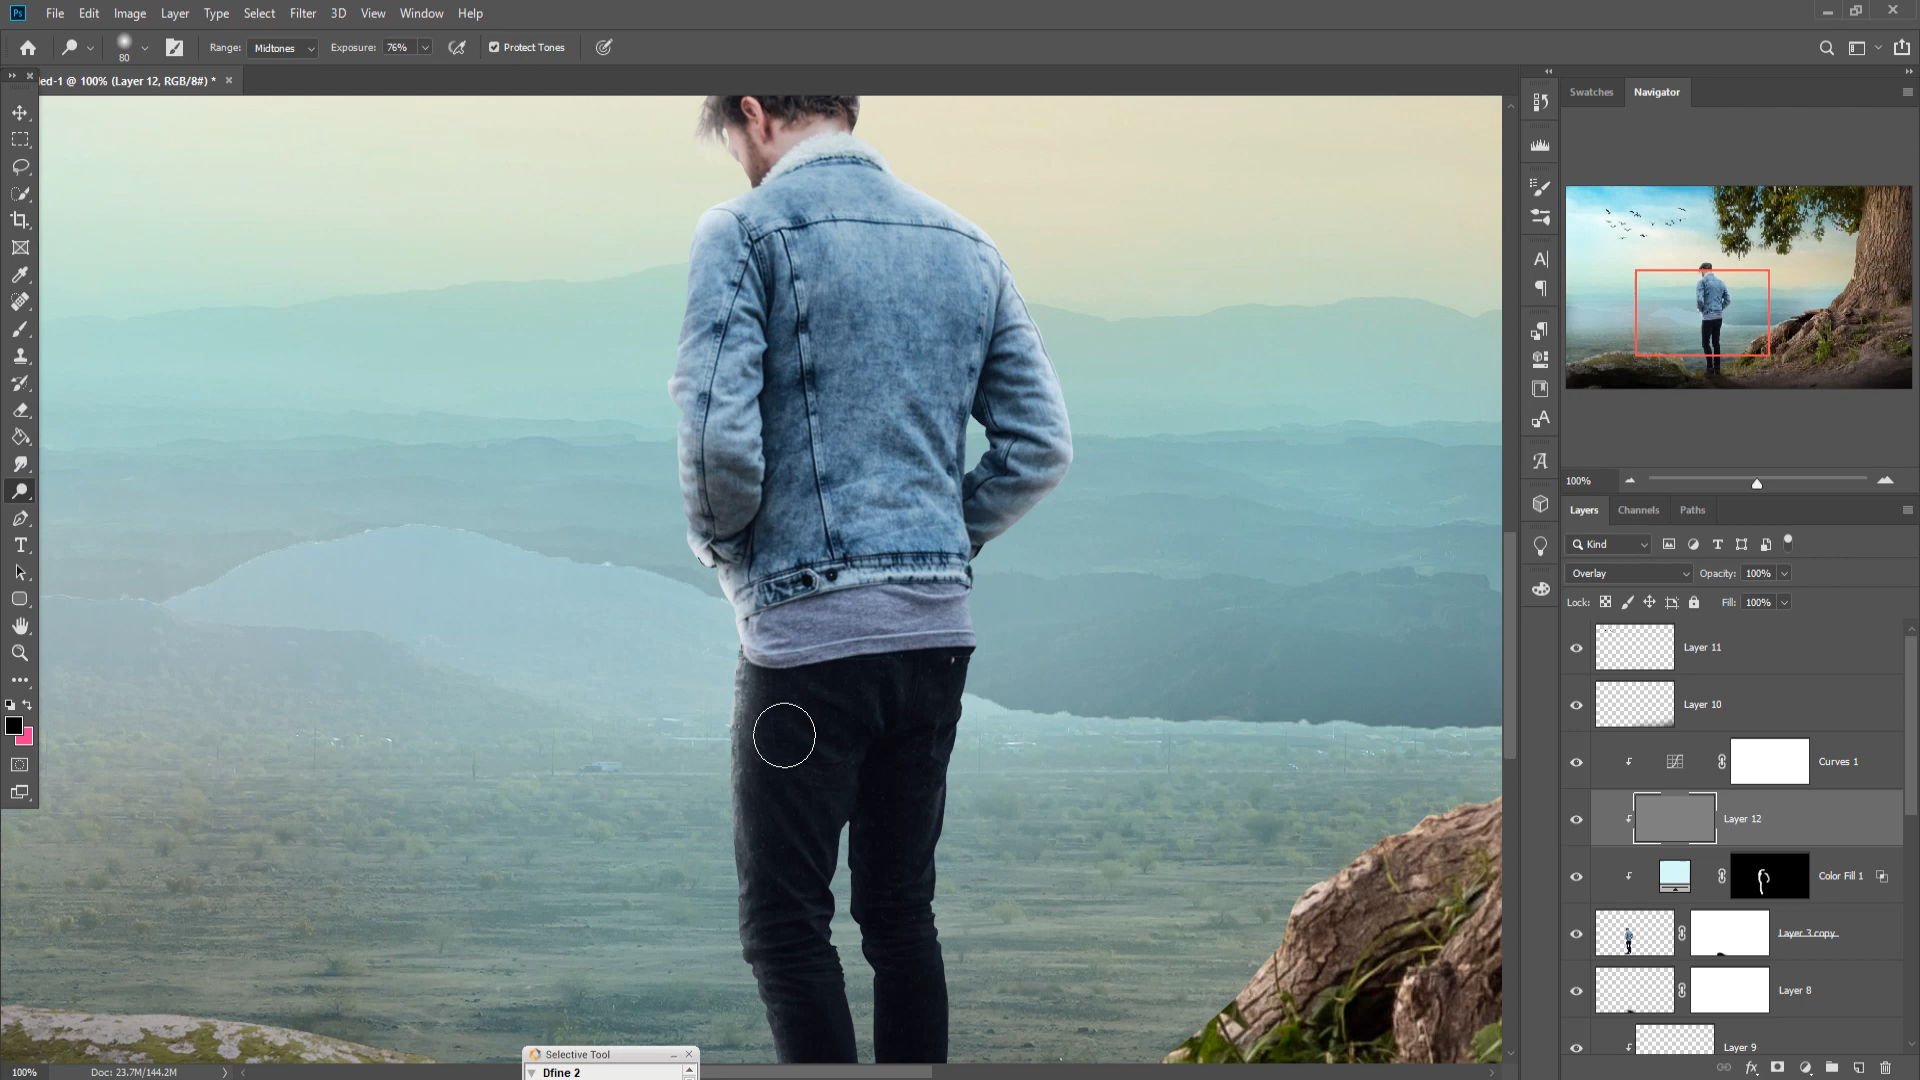 Ps File Edit Image Layer Type Select Filter 3D View Window Help
80 Range: Midtones Exposure: 76% Protect Tones
ed-1 @ 100% (Layer 12, RGB/8#) *
Swatches Navigator
100%
Layers Channels Paths
Kind
Overlay Opacity: 100%
Lock: Fill: 100%
Layer 11
Layer 10
Curves 1
Layer 12
Color Fill 1
Layer 3 copy
Layer 8
Layer 9
Selective Tool
Dfine 2
100% Doc: 23.7M/144.2M